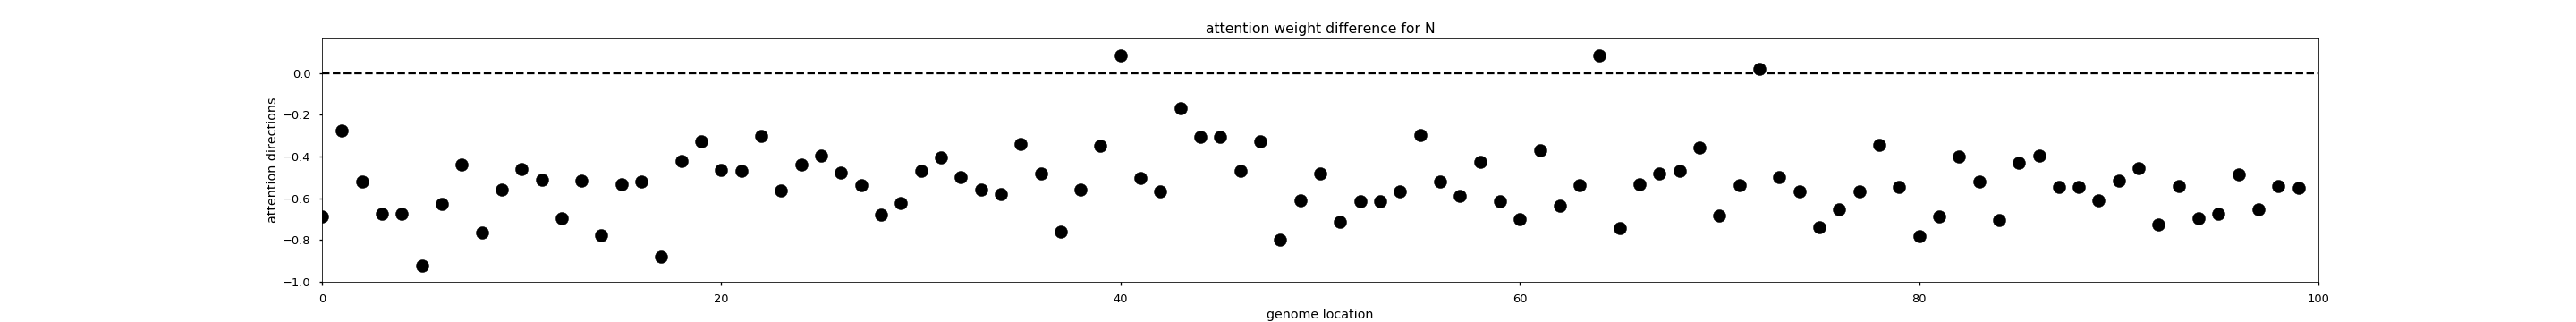 attention weight difference for N
attention directions
0.0
−0.2
−0.4
−0.6
−0.8
−1.0
0 20 40 60 80 100
genome location